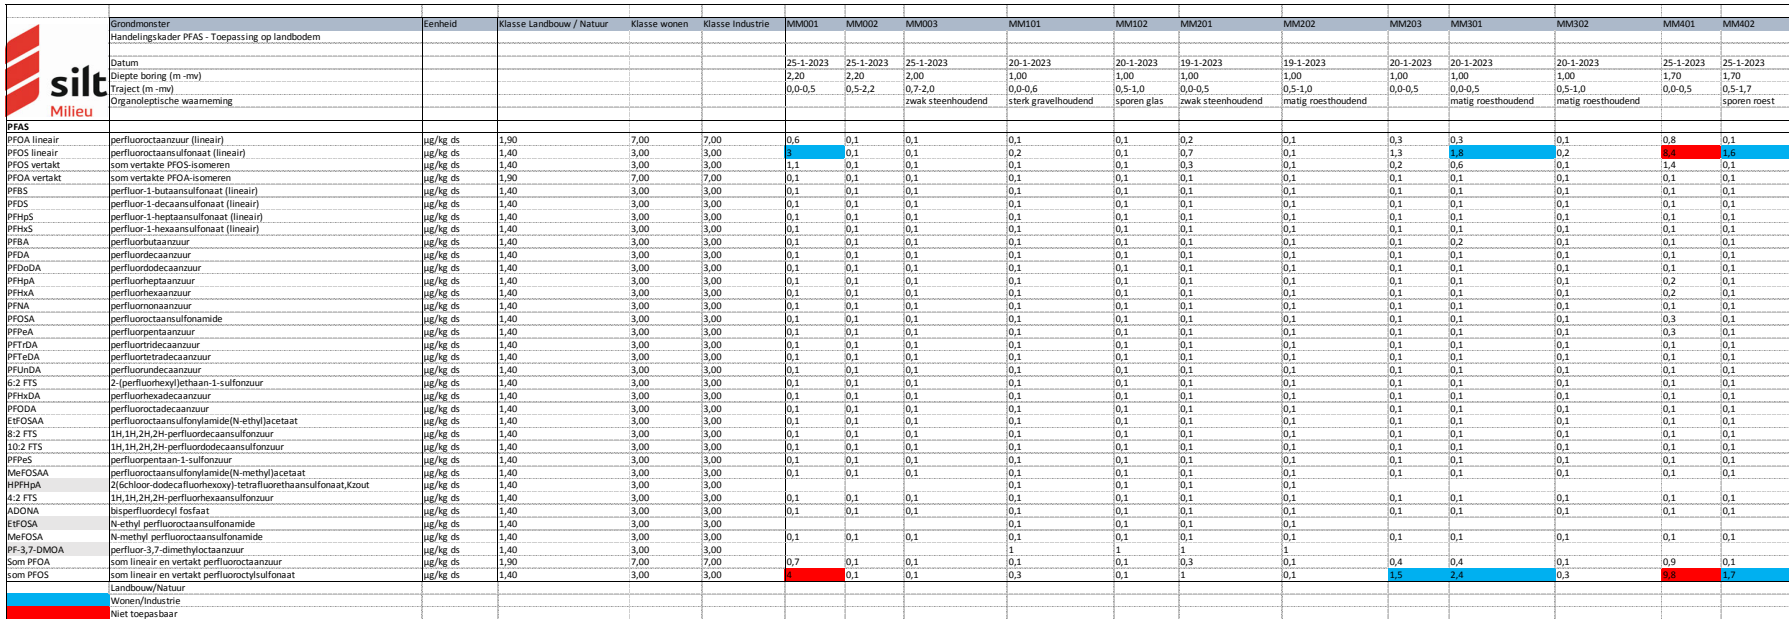 silt
Milieu
Grondmonster Eenheid Klasse Landbouw / Natuur Klasse wonen Klasse Industrie MM001 MM002 MM003 MM101 MM102 MM201 MM202 MM203 MM301 MM302 MM401 MM402
Handelingskader PFAS - Toepassing op landbodem
Datum 25-1-2023 25-1-2023 25-1-2023 20-1-2023 20-1-2023 19-1-2023 19-1-2023 20-1-2023 20-1-2023 20-1-2023 25-1-2023 25-1-2023
Diepte boring (m -mv) 2,20 2,20 2,00 1,00 1,00 1,00 1,00 1,00 1,00 1,00 1,70 1,70
Traject (m -mv) 0,0-0,5 0,5-2,2 0,7-2,0 0,0-0,6 0,5-1,0 0,0-0,5 0,5-1,0 0,0-0,5 0,0-0,5 0,5-1,0 0,0-0,5 0,5-1,7
Organoleptische waarneming zwak steenhoudend sterk gravelhoudend sporen glas zwak steenhoudend matig roesthoudend matig roesthoudend matig roesthoudend sporen roest
PFAS
PFOA lineair perfluoroctaanzuur (lineair) µg/kg ds 1,90 7,00 7,00 0,6 0,1 0,1 0,1 0,1 0,2 0,1 0,3 0,3 0,1 0,8 0,1
PFOS lineair perfluoroctaansulfonaat (lineair) µg/kg ds 1,40 3,00 3,00 3 0,1 0,1 0,2 0,1 0,7 0,1 1,3 1,8 0,2 8,4 1,6
PFOS vertakt som vertakte PFOS-isomeren µg/kg ds 1,40 3,00 3,00 1,1 0,1 0,1 0,1 0,1 0,3 0,1 0,2 0,6 0,1 1,4 0,1
PFOA vertakt som vertakte PFOA-isomeren µg/kg ds 1,90 7,00 7,00 0,1 0,1 0,1 0,1 0,1 0,1 0,1 0,1 0,1 0,1 0,1 0,1
PFBS perfluor-1-butaansulfonaat (lineair) µg/kg ds 1,40 3,00 3,00 0,1 0,1 0,1 0,1 0,1 0,1 0,1 0,1 0,1 0,1 0,1 0,1
PFDS perfluor-1-decaansulfonaat (lineair) µg/kg ds 1,40 3,00 3,00 0,1 0,1 0,1 0,1 0,1 0,1 0,1 0,1 0,1 0,1 0,1 0,1
PFHpS perfluor-1-heptaansulfonaat (lineair) µg/kg ds 1,40 3,00 3,00 0,1 0,1 0,1 0,1 0,1 0,1 0,1 0,1 0,1 0,1 0,1 0,1
PFHxS perfluor-1-hexaansulfonaat (lineair) µg/kg ds 1,40 3,00 3,00 0,1 0,1 0,1 0,1 0,1 0,1 0,1 0,1 0,1 0,1 0,1 0,1
PFBA perfluorbutaanzuur µg/kg ds 1,40 3,00 3,00 0,1 0,1 0,1 0,1 0,1 0,1 0,1 0,1 0,2 0,1 0,1 0,1
PFDA perfluordecaanzuur µg/kg ds 1,40 3,00 3,00 0,1 0,1 0,1 0,1 0,1 0,1 0,1 0,1 0,1 0,1 0,1 0,1
PFDoDA perfluordodecaanzuur µg/kg ds 1,40 3,00 3,00 0,1 0,1 0,1 0,1 0,1 0,1 0,1 0,1 0,1 0,1 0,1 0,1
PFHpA perfluorheptaanzuur µg/kg ds 1,40 3,00 3,00 0,1 0,1 0,1 0,1 0,1 0,1 0,1 0,1 0,1 0,1 0,2 0,1
PFHxA perfluorhexaanzuur µg/kg ds 1,40 3,00 3,00 0,1 0,1 0,1 0,1 0,1 0,1 0,1 0,1 0,1 0,1 0,2 0,1
PFNA perfluornonaanzuur µg/kg ds 1,40 3,00 3,00 0,1 0,1 0,1 0,1 0,1 0,1 0,1 0,1 0,1 0,1 0,1 0,1
PFOSA perfluoroctaansulfonamide µg/kg ds 1,40 3,00 3,00 0,1 0,1 0,1 0,1 0,1 0,1 0,1 0,1 0,1 0,1 0,3 0,1
PFPeA perfluorpentaanzuur µg/kg ds 1,40 3,00 3,00 0,1 0,1 0,1 0,1 0,1 0,1 0,1 0,1 0,1 0,1 0,3 0,1
PFTrDA perfluortridecaanzuur µg/kg ds 1,40 3,00 3,00 0,1 0,1 0,1 0,1 0,1 0,1 0,1 0,1 0,1 0,1 0,1 0,1
PFTeDA perfluortetradecaanzuur µg/kg ds 1,40 3,00 3,00 0,1 0,1 0,1 0,1 0,1 0,1 0,1 0,1 0,1 0,1 0,1 0,1
PFUnDA perfluorundecaanzuur µg/kg ds 1,40 3,00 3,00 0,1 0,1 0,1 0,1 0,1 0,1 0,1 0,1 0,1 0,1 0,1 0,1
6:2 FTS 2-(perfluorhexyl)ethaan-1-sulfonzuur µg/kg ds 1,40 3,00 3,00 0,1 0,1 0,1 0,1 0,1 0,1 0,1 0,1 0,1 0,1 0,1 0,1
PFHxDA perfluorhexadecaanzuur µg/kg ds 1,40 3,00 3,00 0,1 0,1 0,1 0,1 0,1 0,1 0,1 0,1 0,1 0,1 0,1 0,1
PFODA perfluoroctadecaanzuur µg/kg ds 1,40 3,00 3,00 0,1 0,1 0,1 0,1 0,1 0,1 0,1 0,1 0,1 0,1 0,1 0,1
EtFOSAA perfluoroctaansulfonylamide(N-ethyl)acetaat µg/kg ds 1,40 3,00 3,00 0,1 0,1 0,1 0,1 0,1 0,1 0,1 0,1 0,1 0,1 0,1 0,1
8:2 FTS 1H,1H,2H,2H-perfluordecaansulfonzuur µg/kg ds 1,40 3,00 3,00 0,1 0,1 0,1 0,1 0,1 0,1 0,1 0,1 0,1 0,1 0,1 0,1
10:2 FTS 1H,1H,2H,2H-perfluordodecaansulfonzuur µg/kg ds 1,40 3,00 3,00 0,1 0,1 0,1 0,1 0,1 0,1 0,1 0,1 0,1 0,1 0,1 0,1
PFPeS perfluorpentaan-1-sulfonzuur µg/kg ds 1,40 3,00 3,00 0,1 0,1 0,1 0,1 0,1 0,1 0,1 0,1 0,1 0,1 0,1 0,1
MeFOSAA perfluoroctaansulfonylamide(N-methyl)acetaat µg/kg ds 1,40 3,00 3,00 0,1 0,1 0,1 0,1 0,1 0,1 0,1 0,1 0,1 0,1 0,1 0,1
HPFHpA 2(6chloor-dodecafluorhexoxy)-tetrafluorethaansulfonaat,Kzout µg/kg ds 1,40 3,00 3,00 0,1 0,1 0,1 0,1
4:2 FTS 1H,1H,2H,2H-perfluorhexaansulfonzuur µg/kg ds 1,40 3,00 3,00 0,1 0,1 0,1 0,1 0,1 0,1 0,1 0,1 0,1 0,1 0,1 0,1
ADONA bisperfluordecyl fosfaat µg/kg ds 1,40 3,00 3,00 0,1 0,1 0,1 0,1 0,1 0,1 0,1 0,1 0,1 0,1 0,1 0,1
EtFOSA N-ethyl perfluoroctaansulfonamide µg/kg ds 1,40 3,00 3,00 0,1 0,1 0,1 0,1
MeFOSA N-methyl perfluoroctaansulfonamide µg/kg ds 1,40 3,00 3,00 0,1 0,1 0,1 0,1 0,1 0,1 0,1 0,1 0,1 0,1 0,1 0,1
PF-3,7-DMOA perfluor-3,7-dimethyloctaanzuur µg/kg ds 1,40 3,00 3,00 1 1 1 1
Som PFOA som lineair en vertakt perfluoroctaanzuur µg/kg ds 1,90 7,00 7,00 0,7 0,1 0,1 0,1 0,1 0,3 0,1 0,4 0,4 0,1 0,9 0,1
som PFOS som lineair en vertakt perfluoroctylsulfonaat µg/kg ds 1,40 3,00 3,00 4 0,1 0,1 0,3 0,1 1 0,1 1,5 2,4 0,3 9,8 1,7
Landbouw/Natuur
Wonen/Industrie
Niet toepasbaar